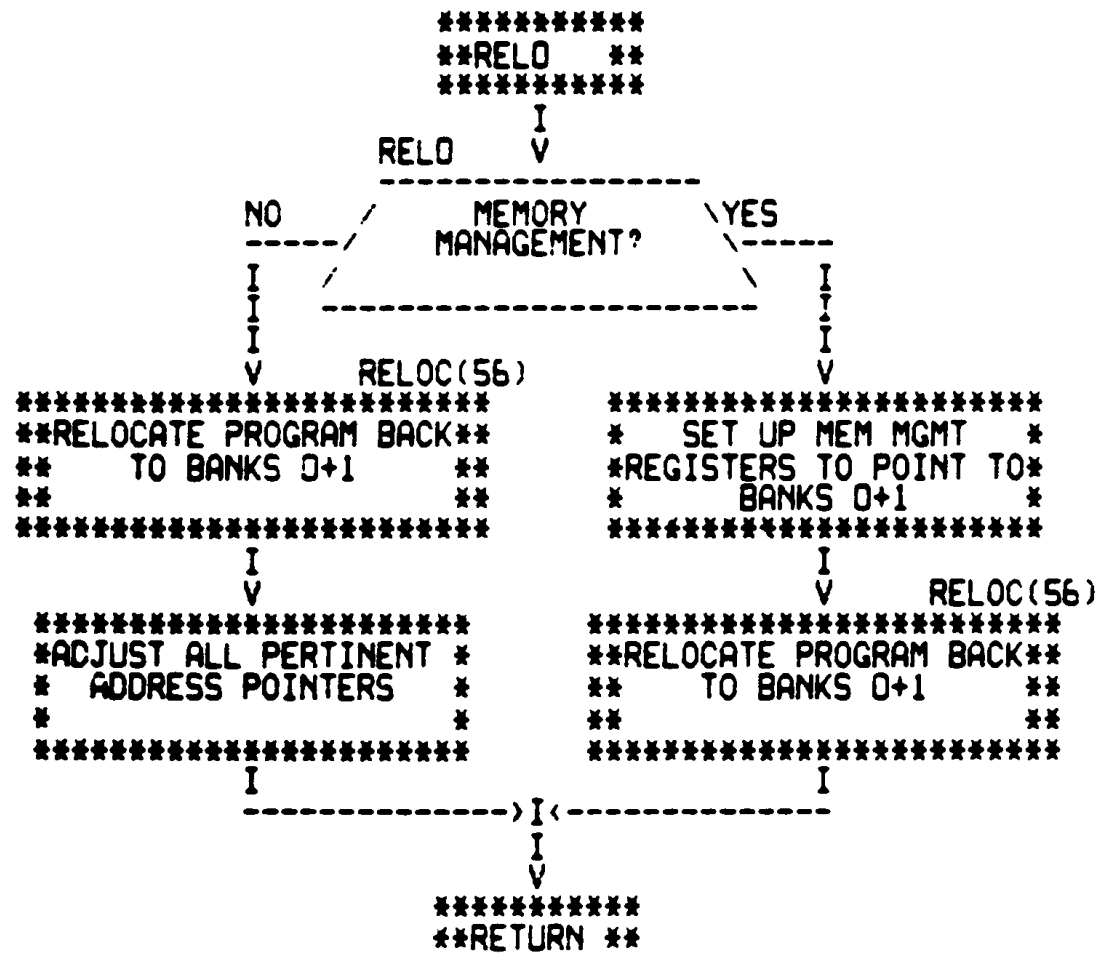 ***********
**RELO   **
***********
I
RELO V
-----------------
NO / MEMORY \YES
-----/ MANAGEMENT? \-----
I / \ I
I ----------------------- I
I I
V RELOC(56) V
************************* ***********************
**RELOCATE PROGRAM BACK** *   SET UP MEM MGMT   *
**    TO BANKS 0+1     ** *REGISTERS TO POINT TO*
**                     ** *      BANKS 0+1      *
************************* ***********************
I I
V V RELOC(56)
*********************** *************************
*ADJUST ALL PERTINENT * **RELOCATE PROGRAM BACK**
*  ADDRESS POINTERS   * **    TO BANKS 0+1     **
*                     * **                     **
*********************** *************************
I I
-------------->I<--------------
I
V
***********
**RETURN **